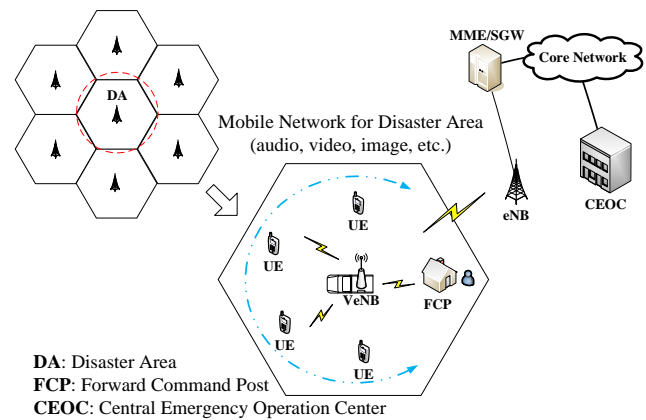 MME/SGW
Core Network
DA
Mobile Network for Disaster Area
(audio, video, image, etc.)
eNB
CEOC
UE
UE
VeNB
FCP
UE
UE
DA: Disaster Area
FCP: Forward Command Post
CEOC: Central Emergency Operation Center